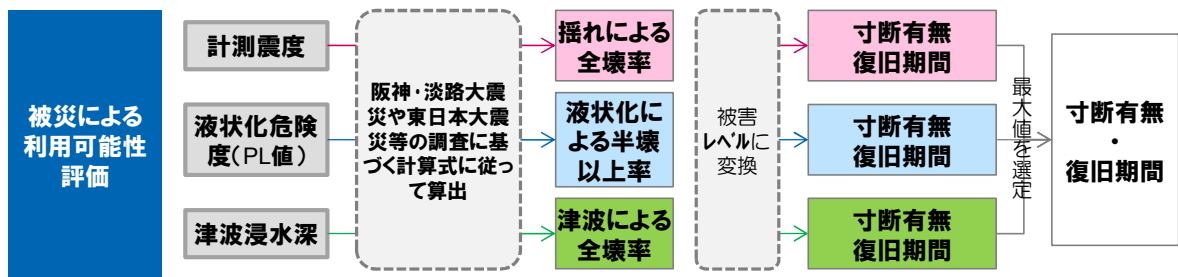 被災による
利用可能性
評価
計測震度
液状化危険
度(PL値)
津波浸水深
阪神・淡路大震
災や東日本大震
災等の調査に基
づく計算式に従っ
て算出
揺れによる
全壊率
液状化に
よる半壊
以上率
津波による
全壊率
被害
レベルに
変換
寸断有無
復旧期間
寸断有無
復旧期間
寸断有無
復旧期間
最大値を選定
寸断有無
・
復旧期間